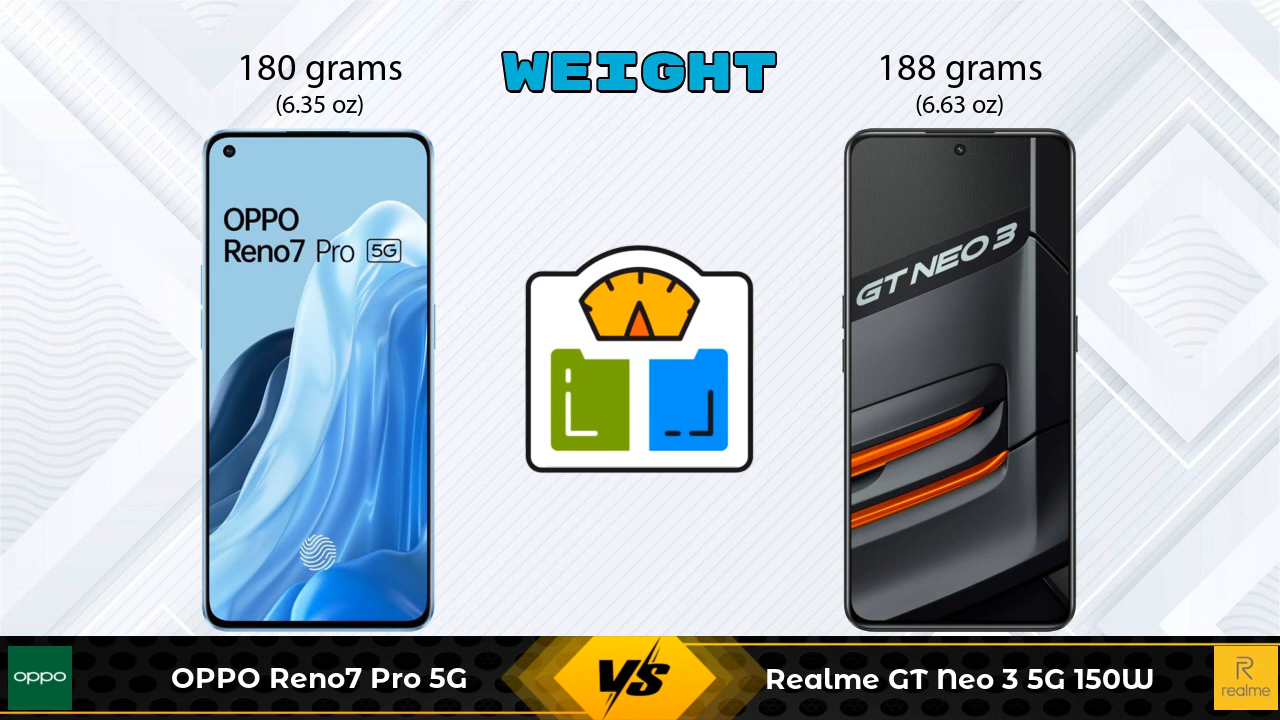 WEIGHT
180 grams
(6.35 oz)
188 grams
(6.63 oz)
OPPO
Reno7 Pro 5G
GT NEO 3
oppo
OPPO Reno7 Pro 5G
VS
Realme GT Neo 3 5G 150W
R
realme